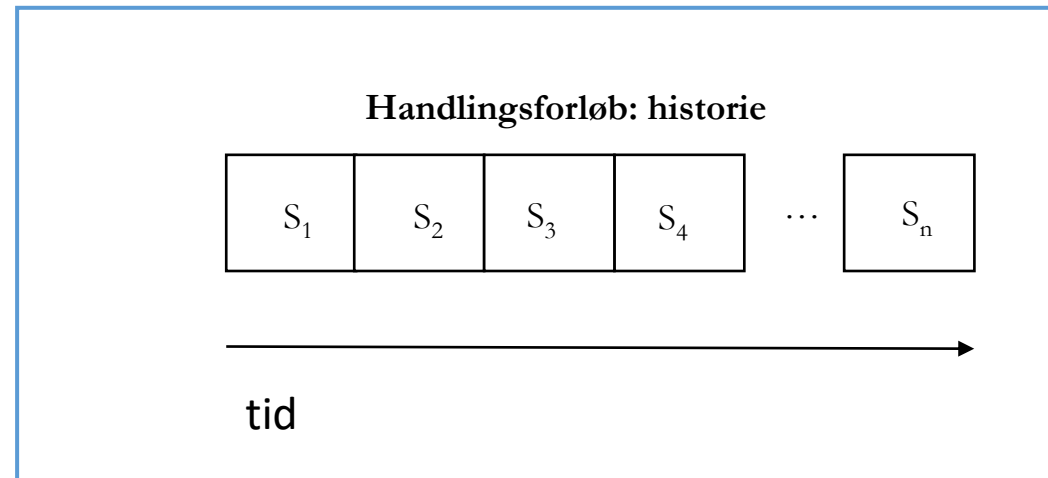 Handlingsforløb: historie
S₁ S₂ S₃ S₄ … Sₙ
tid